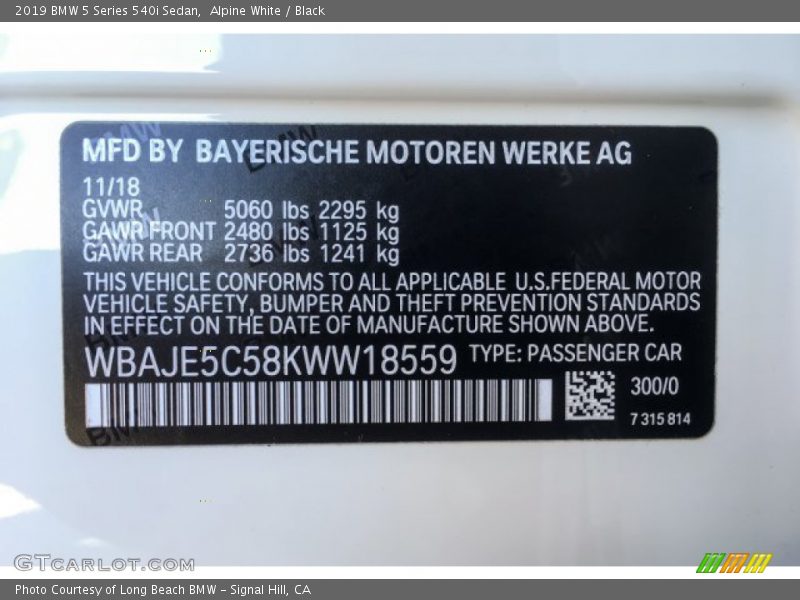 2019 BMW 5 Series 540i Sedan,  Alpine White / Black
MFD BY BAYERISCHE MOTOREN WERKE AG
11/18
GVWR 5060 lbs 2295 kg
GAWR FRONT 2480 lbs 1125 kg
GAWR REAR 2736 lbs 1241 kg
THIS VEHICLE CONFORMS TO ALL APPLICABLE U.S.FEDERAL MOTOR
VEHICLE SAFETY, BUMPER AND THEFT PREVENTION STANDARDS
IN EFFECT ON THE DATE OF MANUFACTURE SHOWN ABOVE.
WBAJE5C58KWW18559 TYPE: PASSENGER CAR
300/0
7 315 814
GTCARLOT.COM
Photo Courtesy of Long Beach BMW - Signal Hill, CA